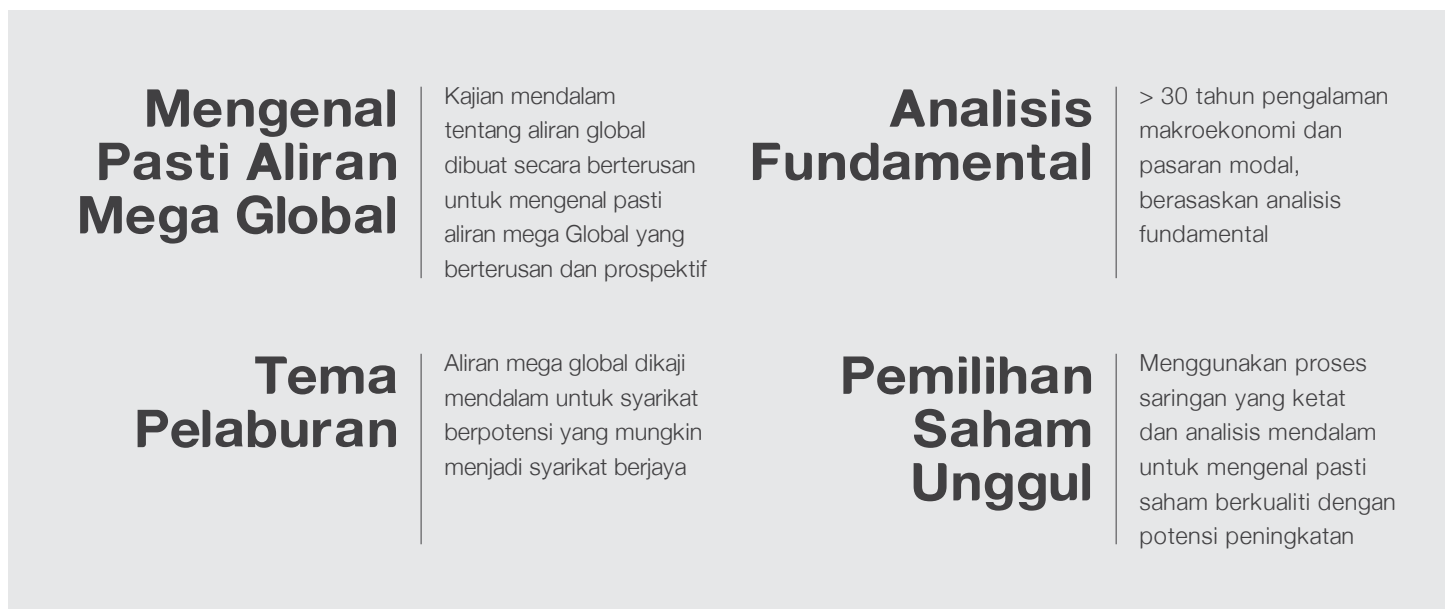 Mengenal
Pasti Aliran
Mega Global
Kajian mendalam
tentang aliran global
dibuat secara berterusan
untuk mengenal pasti
aliran mega Global yang
berterusan dan prospektif
Analisis
Fundamental
> 30 tahun pengalaman
makroekonomi dan
pasaran modal,
berasaskan analisis
fundamental
Tema
Pelaburan
Aliran mega global dikaji
mendalam untuk syarikat
berpotensi yang mungkin
menjadi syarikat berjaya
Pemilihan
Saham
Unggul
Menggunakan proses
saringan yang ketat
dan analisis mendalam
untuk mengenal pasti
saham berkualiti dengan
potensi peningkatan